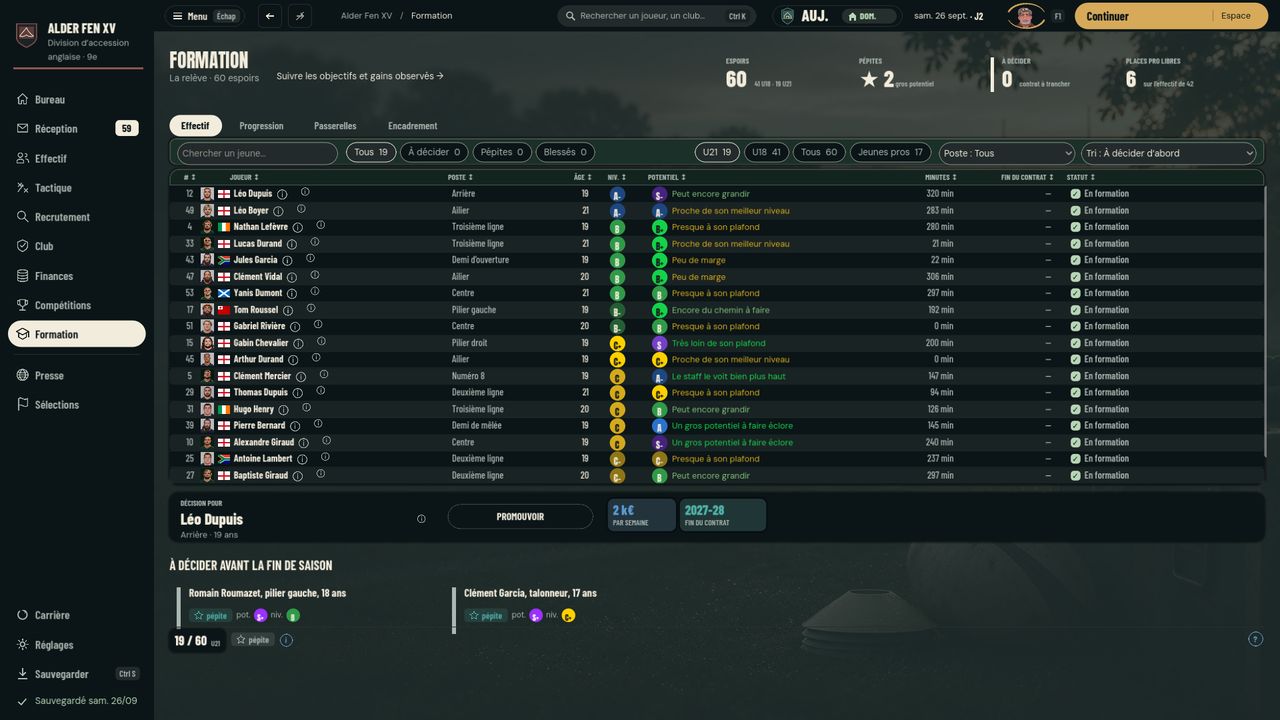 ALDER FEN XV
Division d'accession
anglaise · 9e
Bureau
Réception 59
Effectif
Tactique
Recrutement
Club
Finances
Compétitions
Formation
Presse
Sélections
Carrière
Réglages
Sauvegarder Ctrl S
Sauvegardé sam. 26/09
Menu Échap
Alder Fen XV / Formation
Rechercher un joueur, un club... Ctrl K
AUJ. DOM.
sam. 26 sept. · J2
F1
Continuer Espace
FORMATION
La relève · 60 espoirs
Suivre les objectifs et gains observés →
ESPOIRS
60 41 U18 · 19 U21
PÉPITES
★ 2 gros potentiel
À DÉCIDER
0 contrat à trancher
PLACES PRO LIBRES
6 sur l'effectif de 42
Effectif Progression Passerelles Encadrement
Chercher un jeune...
Tous 19 À décider 0 Pépites 0 Blessés 0
U21 19 U18 41 Tous 60 Jeunes pros 17
Poste : Tous
Tri : À décider d'abord
# JOUEUR POSTE ÂGE NIV. POTENTIEL MINUTES FIN DU CONTRAT STATUT
12 Léo Dupuis Arrière 19 A- S- Peut encore grandir 320 min – En formation
49 Léo Boyer Ailier 21 A- A- Proche de son meilleur niveau 283 min – En formation
4 Nathan Lefèvre Troisième ligne 19 B B+ Presque à son plafond 280 min – En formation
33 Lucas Durand Troisième ligne 21 B B+ Proche de son meilleur niveau 21 min – En formation
43 Jules Garcia Demi d'ouverture 19 B B+ Peu de marge 22 min – En formation
47 Clément Vidal Ailier 20 B B+ Peu de marge 306 min – En formation
53 Yanis Dumont Centre 21 B B Presque à son plafond 297 min – En formation
17 Tom Roussel Pilier gauche 19 B- B+ Encore du chemin à faire 192 min – En formation
51 Gabriel Rivière Centre 20 B- B Presque à son plafond 0 min – En formation
15 Gabin Chevalier Pilier droit 19 C+ S Très loin de son plafond 200 min – En formation
45 Arthur Durand Ailier 19 C+ C+ Proche de son meilleur niveau 0 min – En formation
5 Clément Mercier Numéro 8 19 C A- Le staff le voit bien plus haut 147 min – En formation
29 Thomas Dupuis Deuxième ligne 21 C C+ Presque à son plafond 94 min – En formation
31 Hugo Henry Troisième ligne 20 C B Peut encore grandir 126 min – En formation
39 Pierre Bernard Demi de mêlée 19 C A Un gros potentiel à faire éclore 145 min – En formation
10 Alexandre Giraud Centre 19 C S- Un gros potentiel à faire éclore 240 min – En formation
25 Antoine Lambert Deuxième ligne 19 C- C- Presque à son plafond 237 min – En formation
27 Baptiste Giraud Deuxième ligne 20 C- B Peut encore grandir 297 min – En formation
DÉCISION POUR
Léo Dupuis
Arrière · 19 ans
PROMOUVOIR
2 k€
PAR SEMAINE
2027-28
FIN DU CONTRAT
À DÉCIDER AVANT LA FIN DE SAISON
Romain Roumazet, pilier gauche, 18 ans
pépite pot. S+ niv. B
Clément Garcia, talonneur, 17 ans
pépite pot. S+ niv. C+
19 / 60 U21 pépite
?